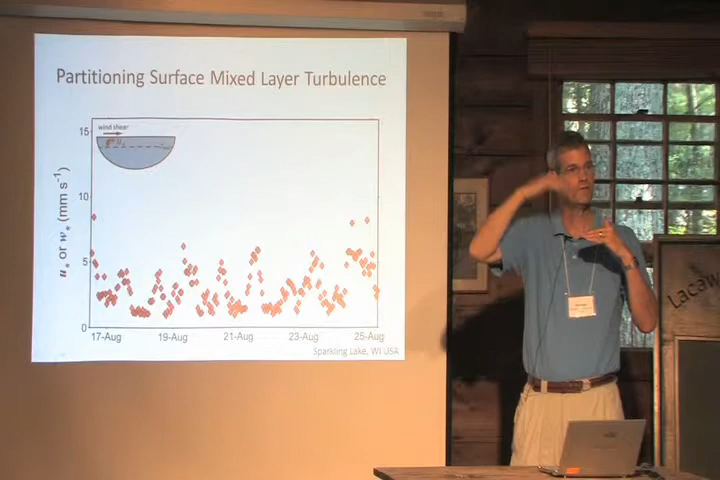 Partitioning Surface Mixed Layer Turbulence
wind shear
15
10
5
0
u* or w* (mm s-1)
17-Aug 19-Aug 21-Aug 23-Aug 25-Aug
Sparkling Lake, WI USA
Lacaw